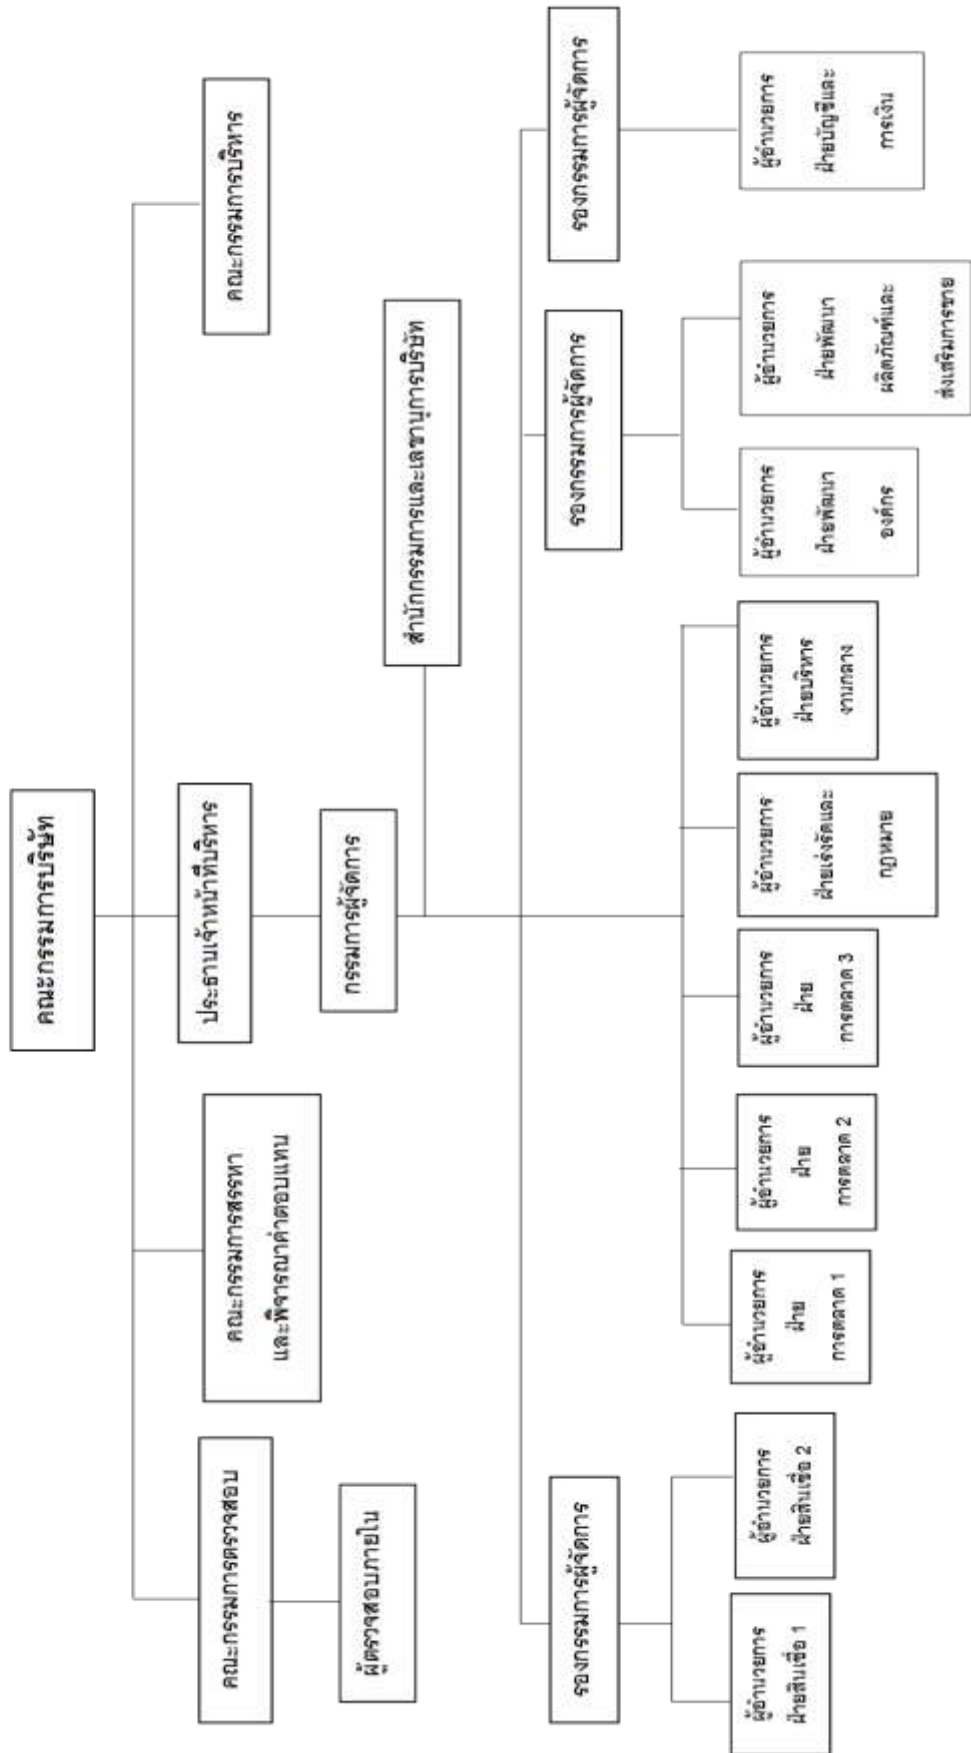 คณะกรรมการบริษัท
คณะกรรมการตรวจสอบ
คณะกรรมการสรรหา
และพิจารณาค่าตอบแทน
ประธานเจ้าหน้าที่บริหาร
คณะกรรมการบริหาร
ผู้ตรวจสอบภายใน
กรรมการผู้จัดการ
สำนักกรรมการและเลขานุการบริษัท
รองกรรมการผู้จัดการ
รองกรรมการผู้จัดการ
รองกรรมการผู้จัดการ
ผู้อำนวยการ
ฝ่ายสินเชื่อ 1
ผู้อำนวยการ
ฝ่ายสินเชื่อ 2
ผู้อำนวยการ
ฝ่าย
การตลาด 1
ผู้อำนวยการ
ฝ่าย
การตลาด 2
ผู้อำนวยการ
ฝ่าย
การตลาด 3
ผู้อำนวยการ
ฝ่ายเร่งรัดและ
กฎหมาย
ผู้อำนวยการ
ฝ่ายบริหาร
งานกลาง
ผู้อำนวยการ
ฝ่ายพัฒนา
องค์กร
ผู้อำนวยการ
ฝ่ายพัฒนา
ผลิตภัณฑ์และ
ส่งเสริมการขาย
ผู้อำนวยการ
ฝ่ายบัญชีและ
การเงิน